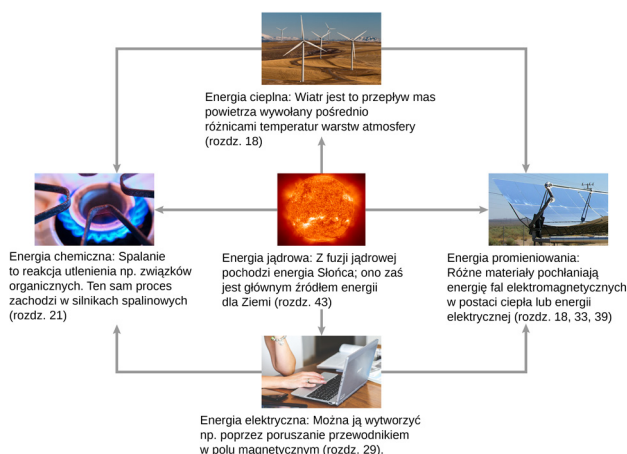 Energia cieplna: Wiatr jest to przepływ mas
powietrza wywołany pośrednio
różnicami temperatur warstw atmosfery
(rozdz. 18)
Energia chemiczna: Spalanie
to reakcja utlenienia np. związków
organicznych. Ten sam proces
zachodzi w silnikach spalinowych
(rozdz. 21)
Energia jądrowa: Z fuzji jądrowej
pochodzi energia Słońca; ono zaś
jest głównym źródłem energii
dla Ziemi (rozdz. 43)
Energia promieniowania:
Różne materiały pochłaniają
energię fal elektromagnetycznych
w postaci ciepła lub energii
elektrycznej (rozdz. 18, 33, 39)
Energia elektryczna: Można ją wytworzyć
np. poprzez poruszanie przewodnikiem
w polu magnetycznym (rozdz. 29).